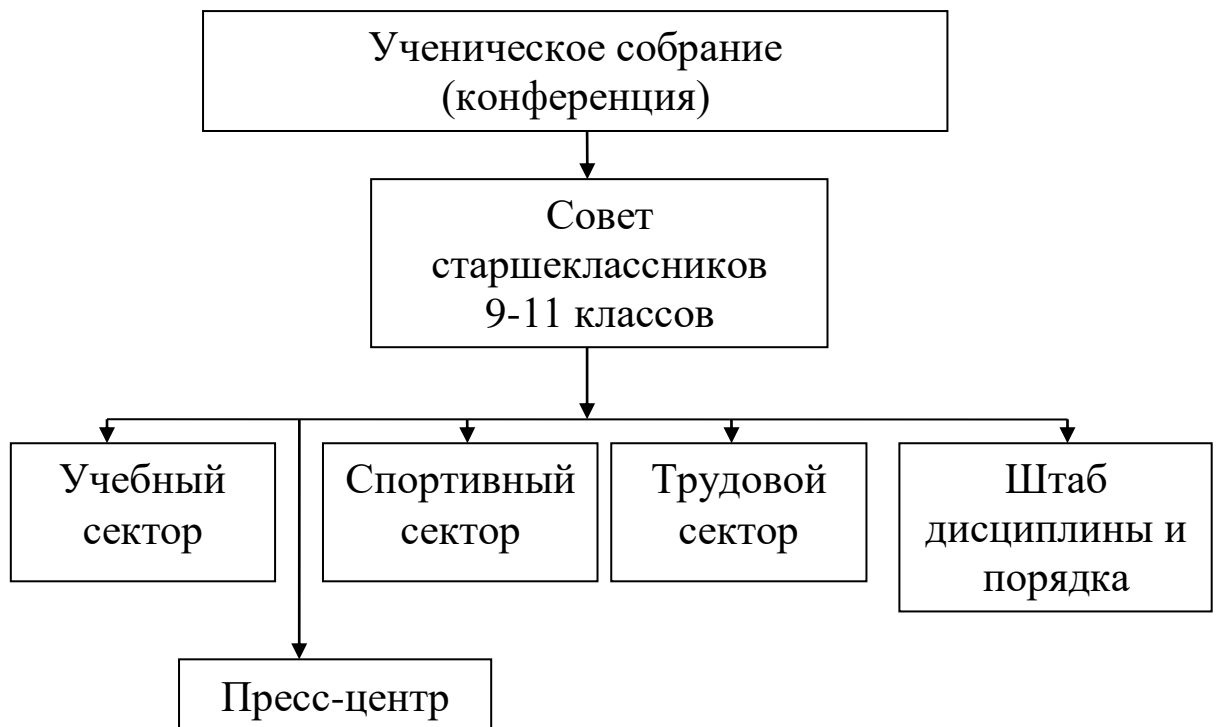 Ученическое собрание
(конференция)
Совет
старшеклассников
9-11 классов
Учебный
сектор
Спортивный
сектор
Трудовой
сектор
Штаб
дисциплины и
порядка
Пресс-центр